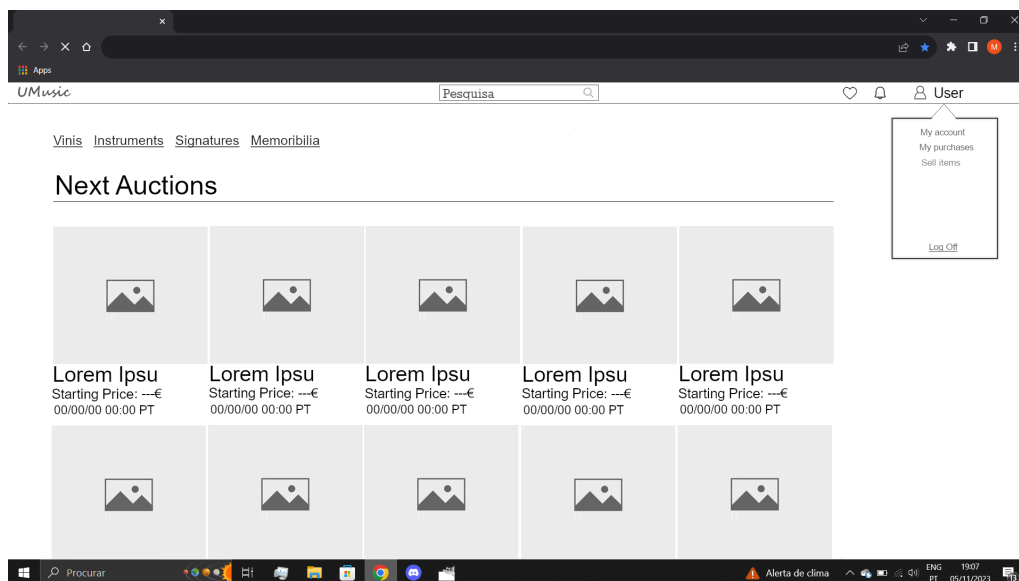 Apps
UMusic
Pesquisa
User
My account
My purchases
Sell items
Log Off
Vinis Instruments Signatures Memoribilia
Next Auctions
Lorem Ipsu Lorem Ipsu Lorem Ipsu Lorem Ipsu Lorem Ipsu
Starting Price: ---€ Starting Price: ---€ Starting Price: ---€ Starting Price: ---€ Starting Price: ---€
00/00/00 00:00 PT 00/00/00 00:00 PT 00/00/00 00:00 PT 00/00/00 00:00 PT 00/00/00 00:00 PT
Procurar
Alerta de clima
ENG 19:07
PT 05/11/2023
M
13